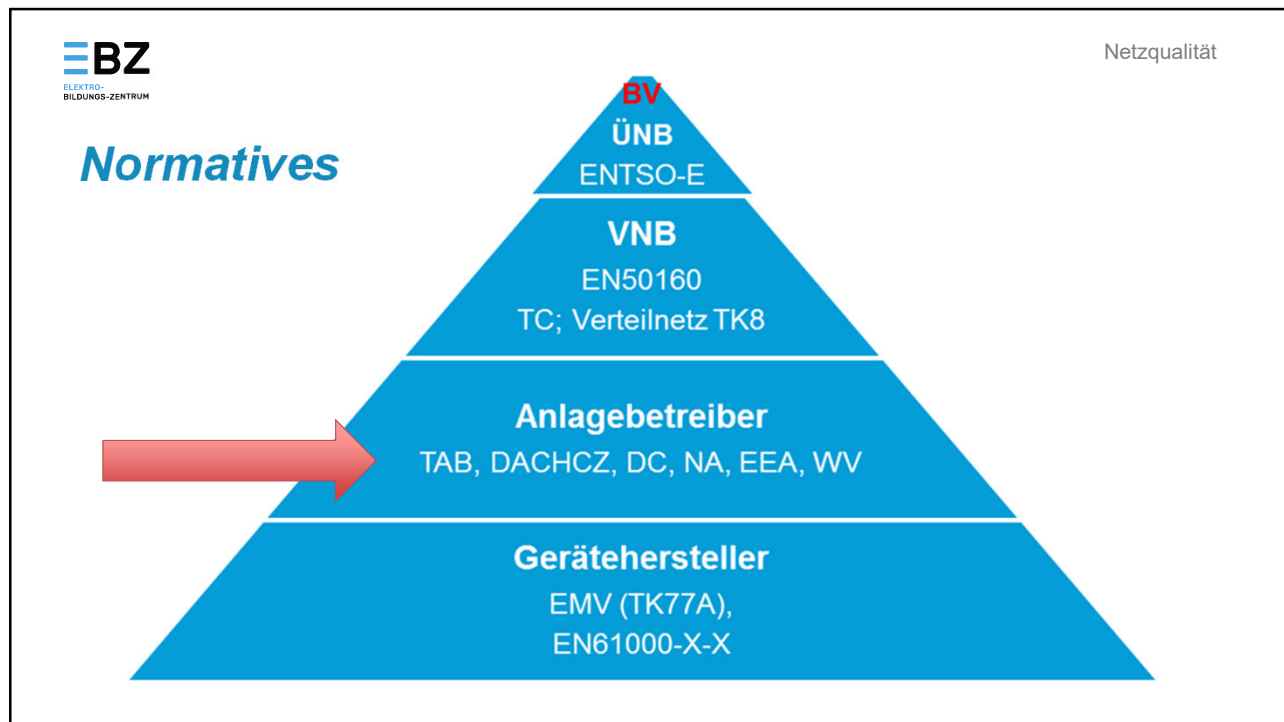 EBZ
ELEKTRO-
BILDUNGS-ZENTRUM
Netzqualität
Normatives
BV
ÜNB
ENTSO-E
VNB
EN50160
TC; Verteilnetz TK8
Anlagebetreiber
TAB, DACHCZ, DC, NA, EEA, WV
Gerätehersteller
EMV (TK77A),
EN61000-X-X